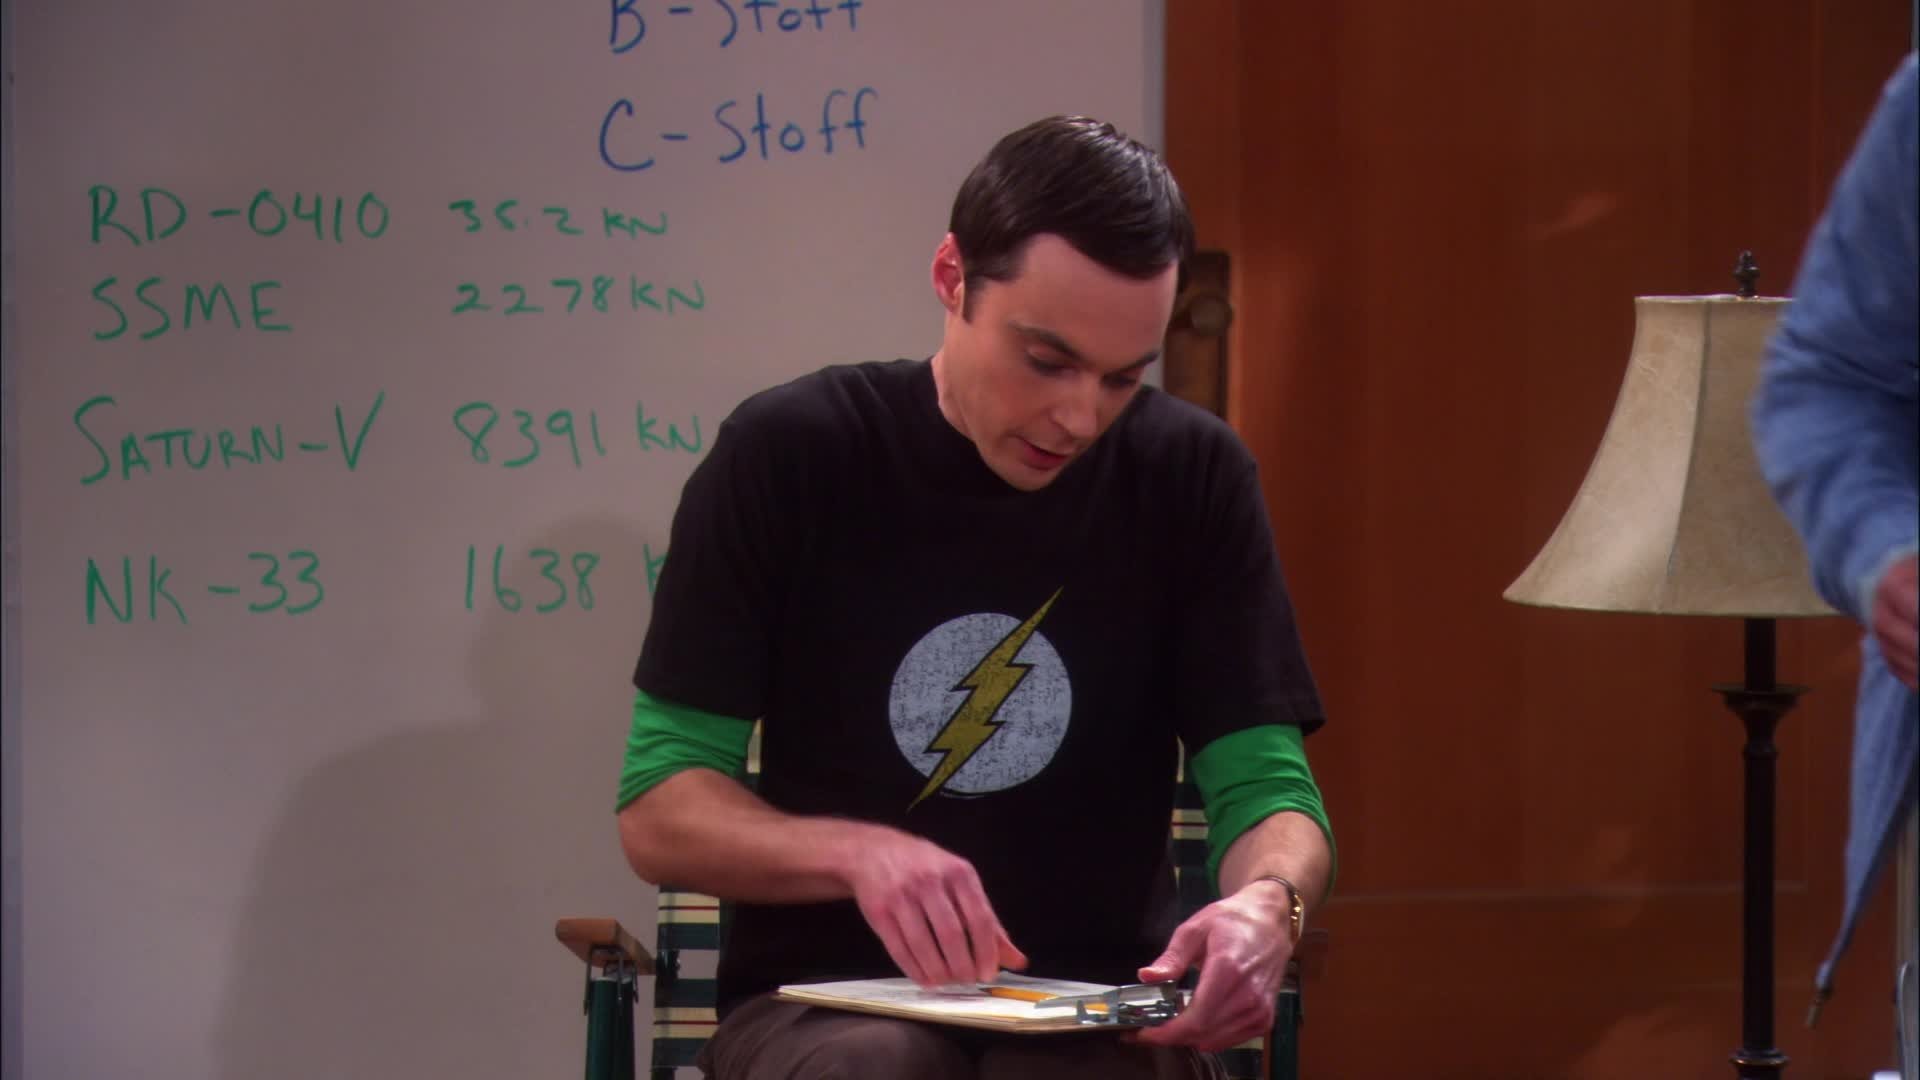 B-Stoff
C-Stoff
RD-0410 35.2 KN
SSME 2278 KN
SATURN-V 8391 KN
NK-33 1638 K